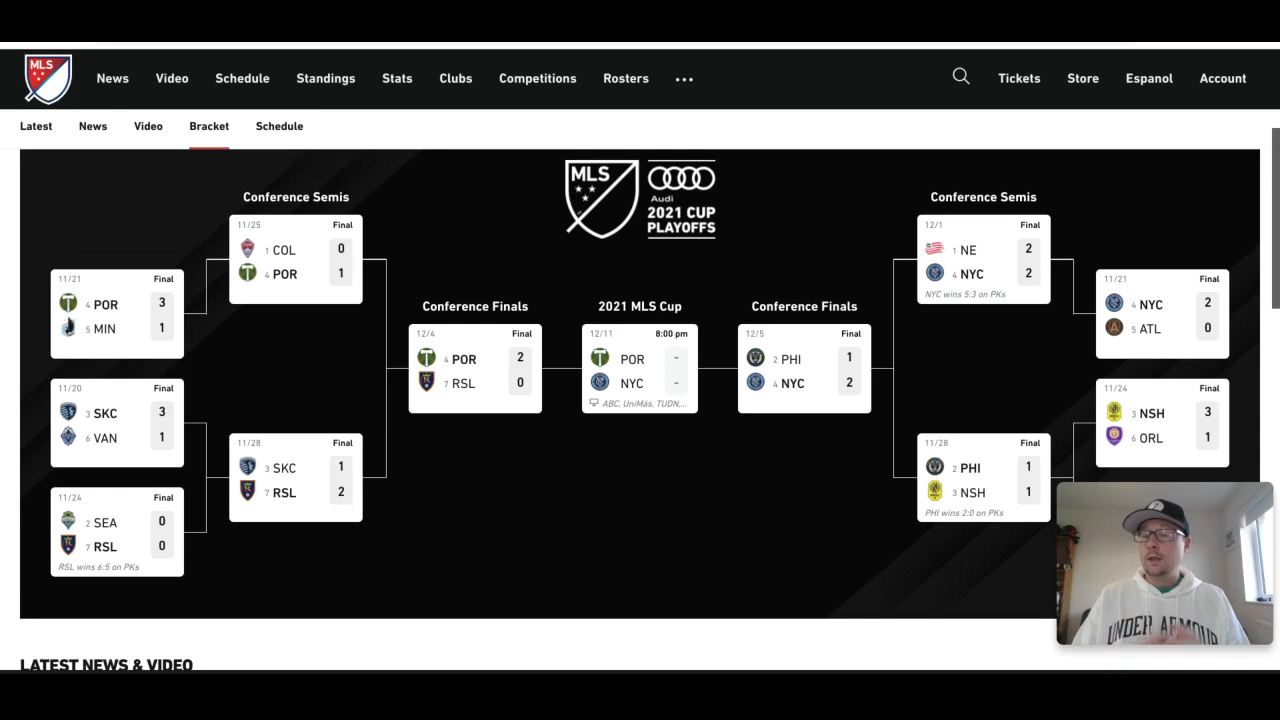 MLS
News Video Schedule Standings Stats Clubs Competitions Rosters ••• Tickets Store Espanol Account
Latest News Video Bracket Schedule
MLS
Audi
2021 CUP
PLAYOFFS
Conference Semis
11/25 Final
1 COL 0
4 POR 1
11/21 Final
4 POR 3
5 MIN 1
11/20 Final
3 SKC 3
6 VAN 1
11/28 Final
3 SKC 1
7 RSL 2
11/24 Final
2 SEA 0
7 RSL 0
RSL wins 6:5 on PKs
Conference Finals
12/4 Final
4 POR 2
7 RSL 0
2021 MLS Cup
12/11 8:00 pm
POR -
NYC -
ABC, UniMás, TUDN,...
Conference Finals
12/5 Final
2 PHI 1
4 NYC 2
Conference Semis
12/1 Final
1 NE 2
4 NYC 2
NYC wins 5:3 on PKs
11/21 Final
4 NYC 2
5 ATL 0
11/24 Final
3 NSH 3
6 ORL 1
11/28 Final
2 PHI 1
3 NSH 1
PHI wins 2:0 on PKs
UNDER ARMOUR
LATEST NEWS & VIDEO